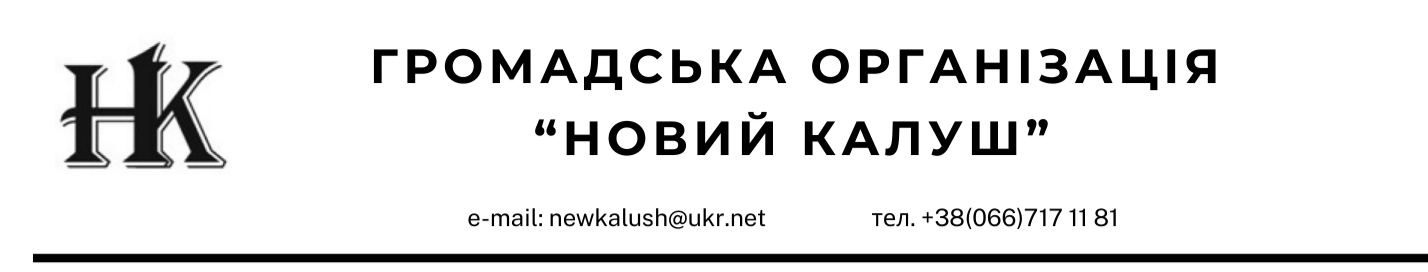 НК
ГРОМАДСЬКА ОРГАНІЗАЦІЯ
“НОВИЙ КАЛУШ”
e-mail: newkalush@ukr.net тел. +38(066)717 11 81